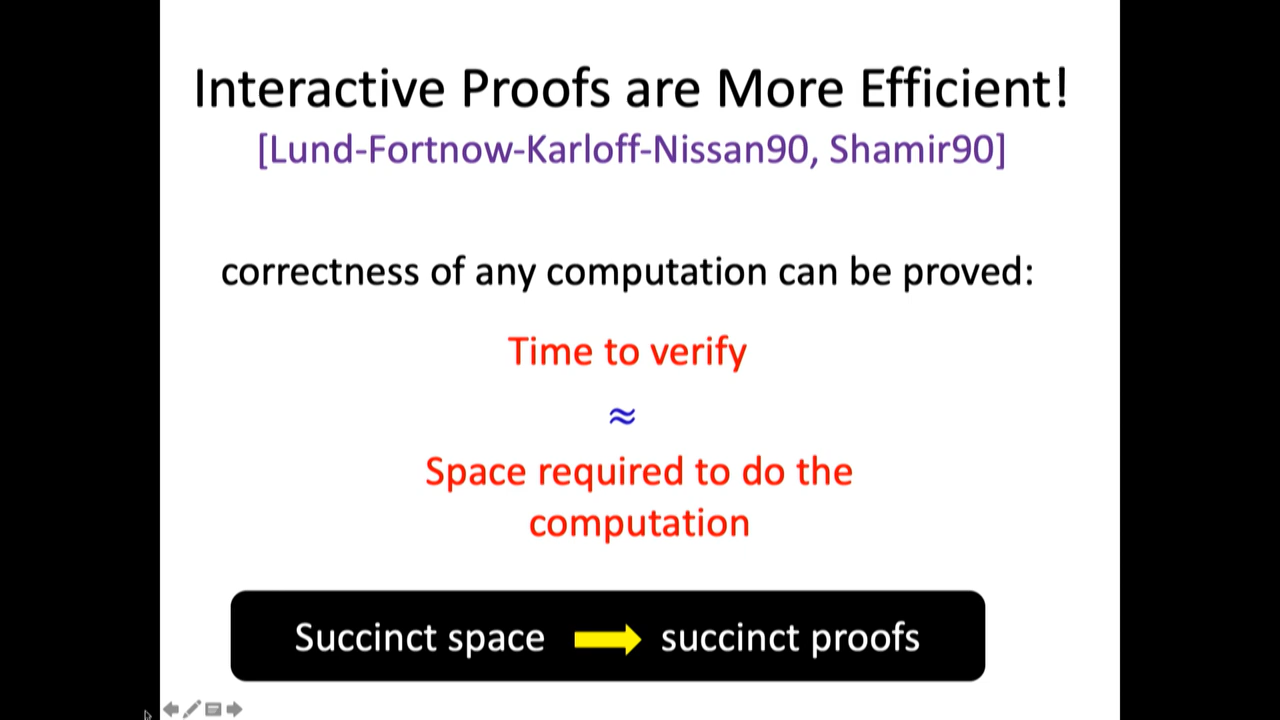 Interactive Proofs are More Efficient!
[Lund-Fortnow-Karloff-Nissan90, Shamir90]
correctness of any computation can be proved:
Time to verify
≈
Space required to do the
computation
Succinct space ➡ succinct proofs